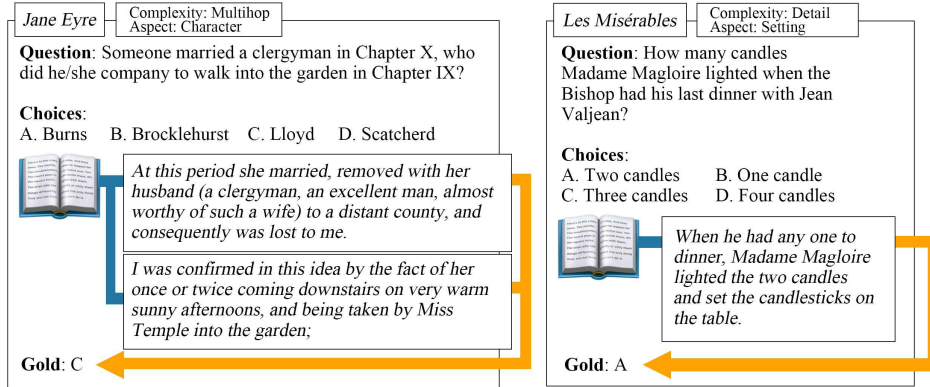 Jane Eyre
Complexity: Multihop
Aspect: Character
Question: Someone married a clergyman in Chapter X, who
did he/she company to walk into the garden in Chapter IX?
Choices:
A. Burns B. Brocklehurst C. Lloyd D. Scatcherd
At this period she married, removed with her
husband (a clergyman, an excellent man, almost
worthy of such a wife) to a distant county, and
consequently was lost to me.
I was confirmed in this idea by the fact of her
once or twice coming downstairs on very warm
sunny afternoons, and being taken by Miss
Temple into the garden;
Gold: C
Les Misérables
Complexity: Detail
Aspect: Setting
Question: How many candles
Madame Magloire lighted when the
Bishop had his last dinner with Jean
Valjean?
Choices:
A. Two candles B. One candle
C. Three candles D. Four candles
When he had any one to
dinner, Madame Magloire
lighted the two candles
and set the candlesticks on
the table.
Gold: A